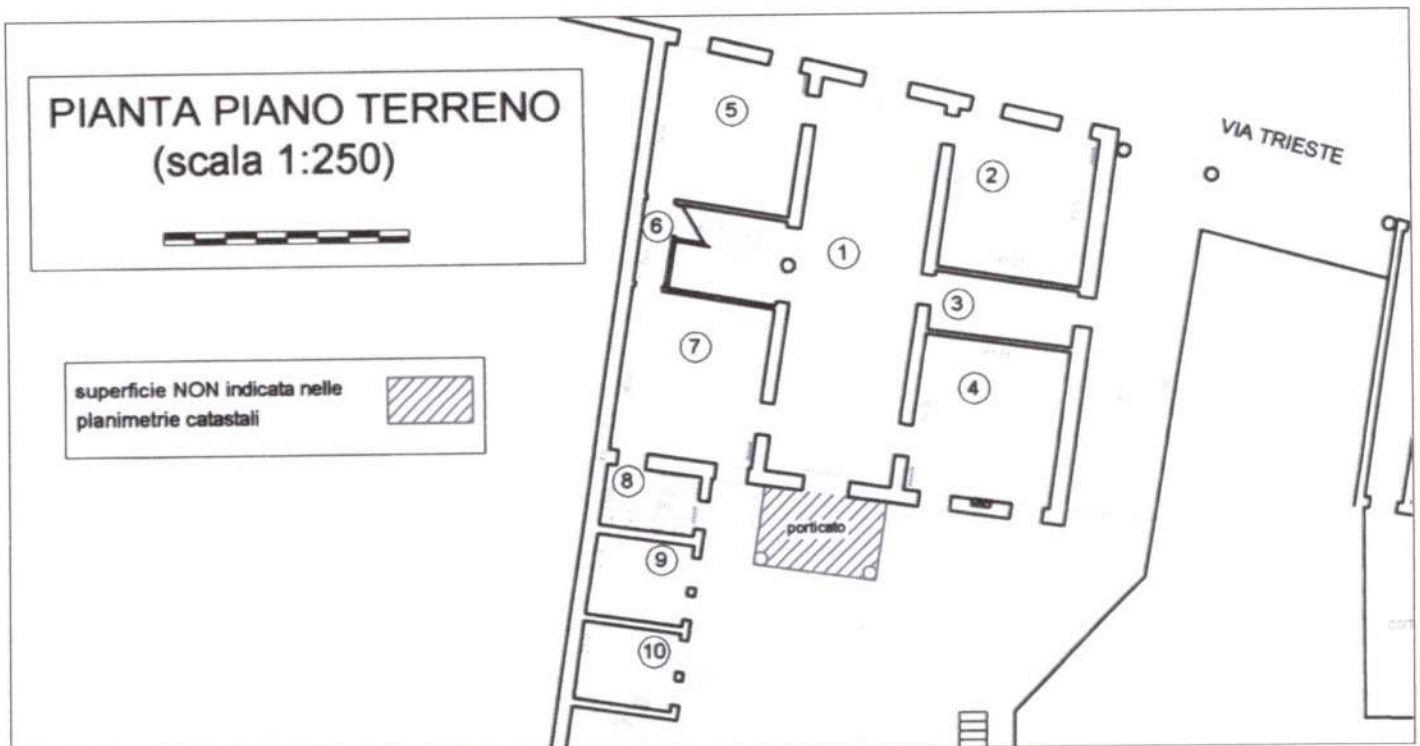 PIANTA PIANO TERRENO
(scala 1:250)
VIA TRIESTE
superficie NON indicata nelle
planimetrie catastali
5
2
6
1
3
7
4
8
porticato
9
10